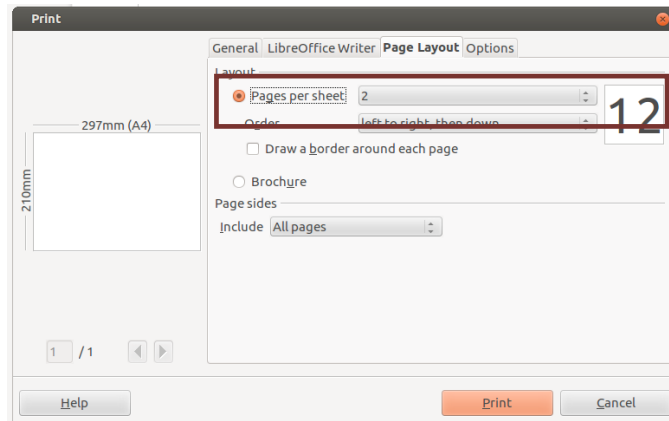 Print
General LibreOffice Writer Page Layout Options
Layout
Pages per sheet 2
Order left to right, then down
12
Draw a border around each page
Brochure
Page sides
Include All pages
297mm (A4)
210mm
1 / 1
Help Print Cancel